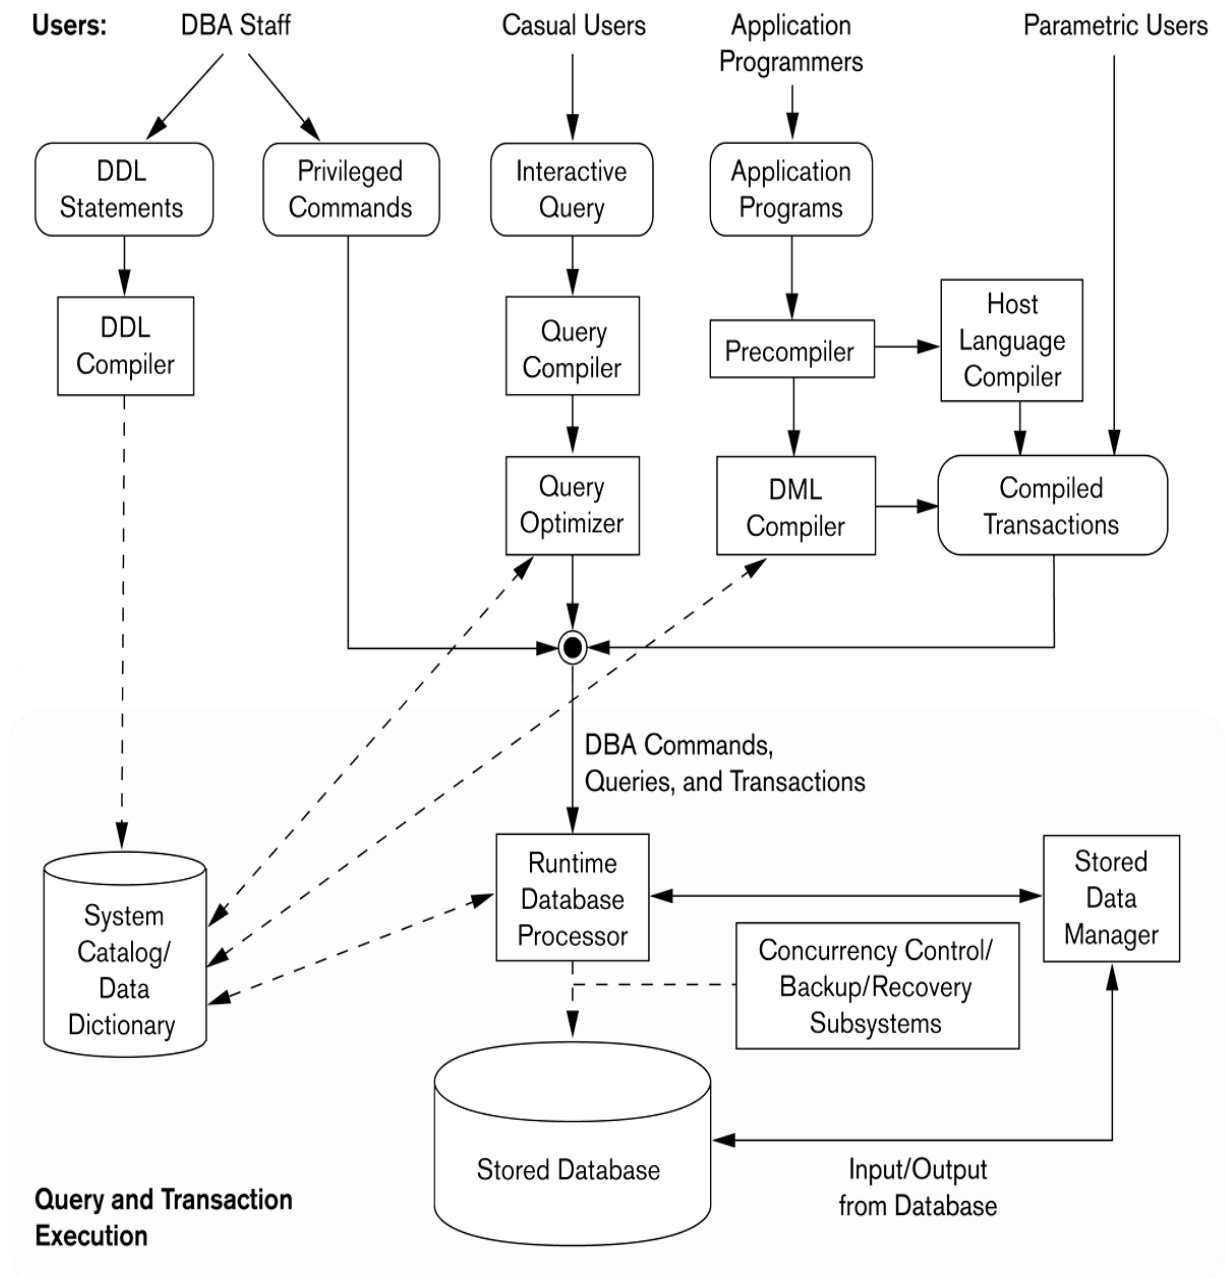 Users:
DBA Staff
Casual Users
Application
Programmers
Parametric Users
DDL
Statements
Privileged
Commands
Interactive
Query
Application
Programs
DDL
Compiler
Query
Compiler
Precompiler
Host
Language
Compiler
Query
Optimizer
DML
Compiler
Compiled
Transactions
DBA Commands,
Queries, and Transactions
System
Catalog/
Data
Dictionary
Runtime
Database
Processor
Stored
Data
Manager
Concurrency Control/
Backup/Recovery
Subsystems
Stored Database
Input/Output
from Database
Query and Transaction
Execution